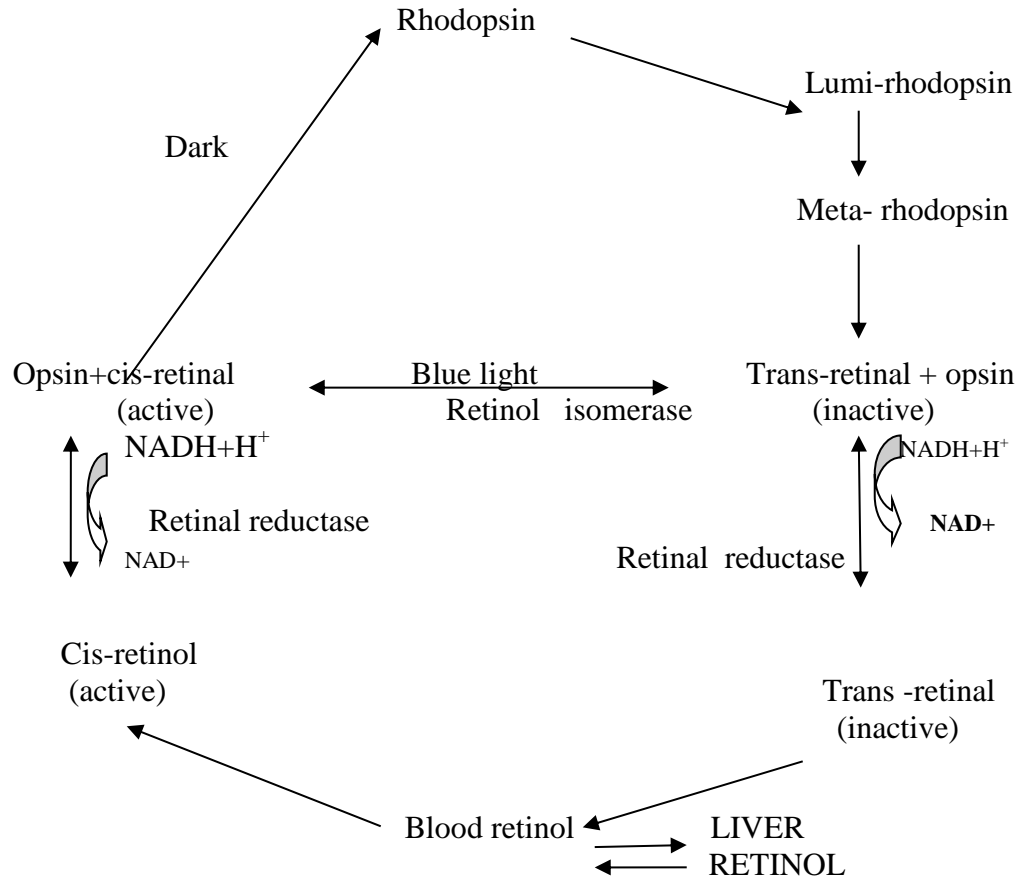 Rhodopsin
Lumi-rhodopsin
Dark
Meta- rhodopsin
Opsin+cis-retinal
(active)
Blue light
Retinol isomerase
Trans-retinal + opsin
(inactive)
NADH+H+
Retinal reductase
NAD+
NADH+H+
NAD+
Retinal reductase
Cis-retinol
(active)
Trans -retinal
(inactive)
Blood retinol
LIVER
RETINOL